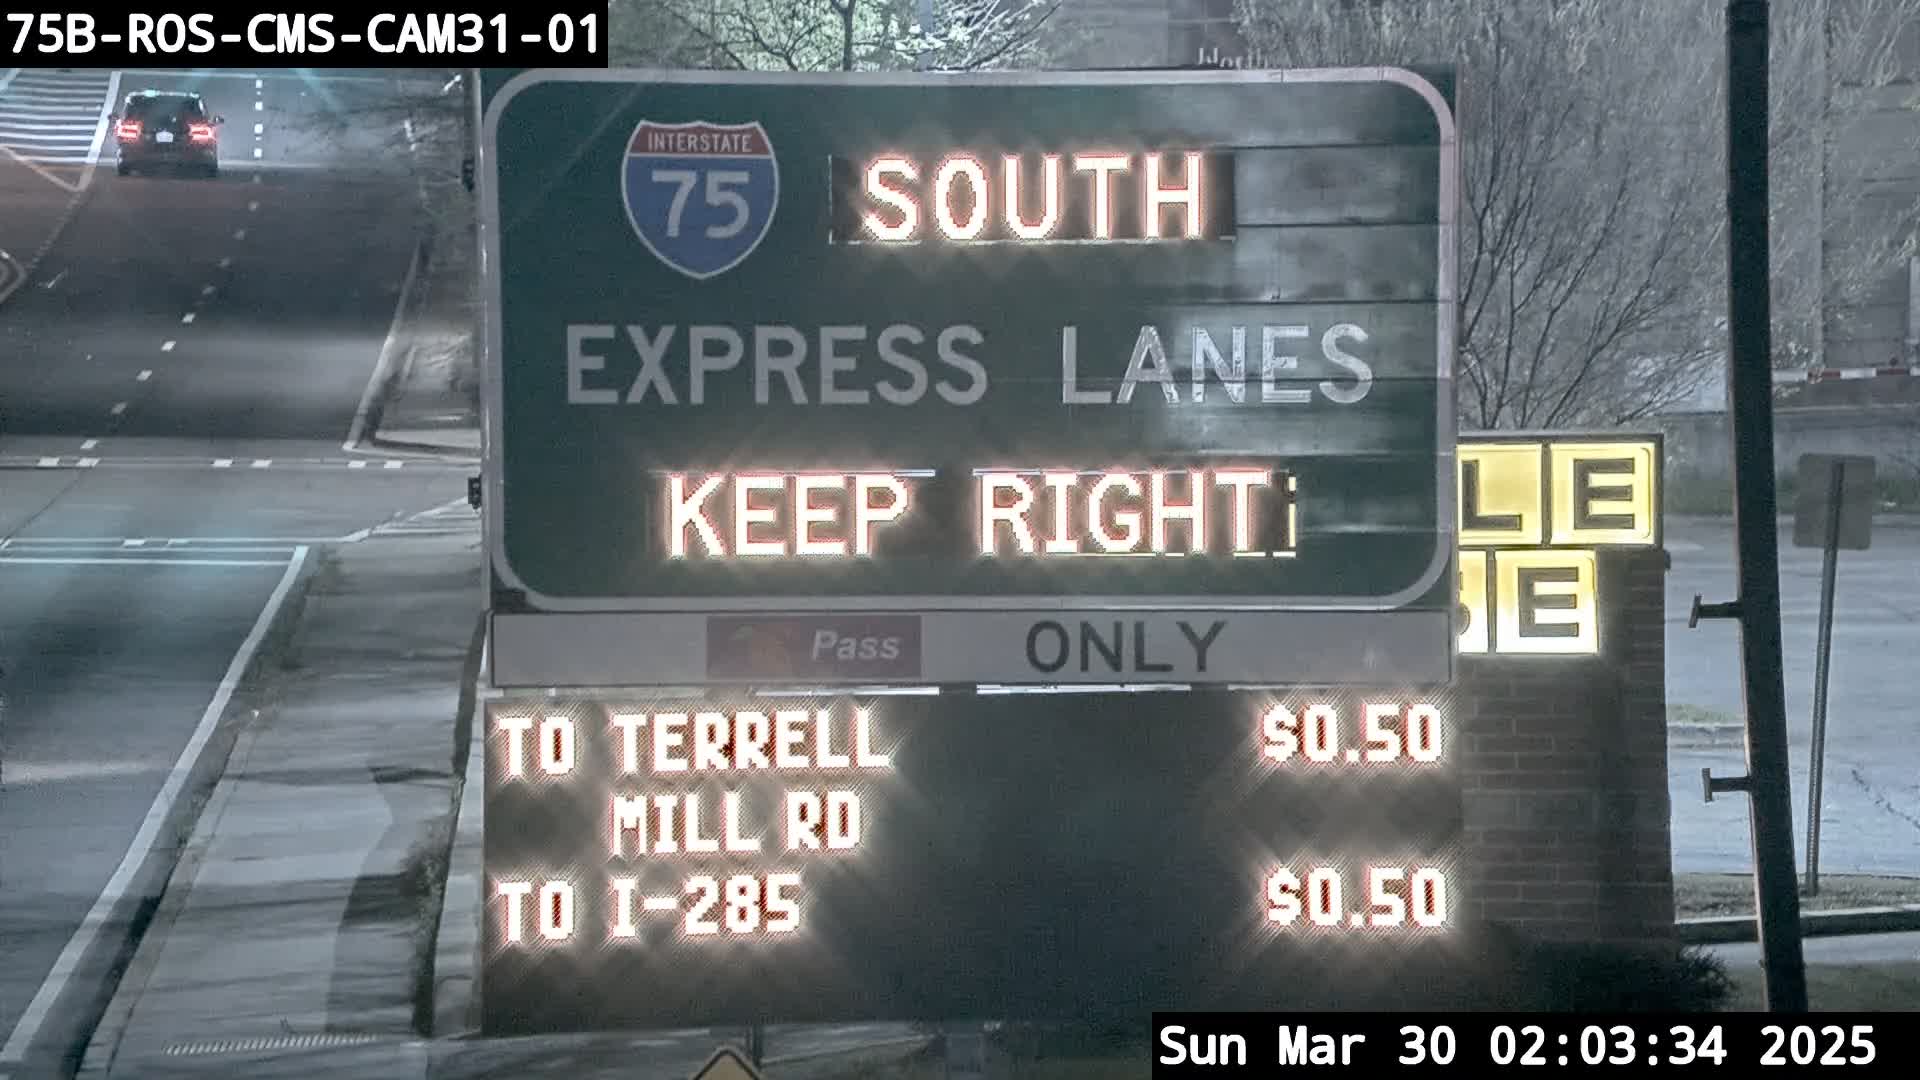 75B-ROS-CMS-CAM31-01
INTERSTATE
75
SOUTH
EXPRESS LANES
KEEP RIGHT
LE
E
Pass ONLY
TO TERRELL $0.50
MILL RD
TO I-285 $0.50
Sun Mar 30 02:03:34 2025